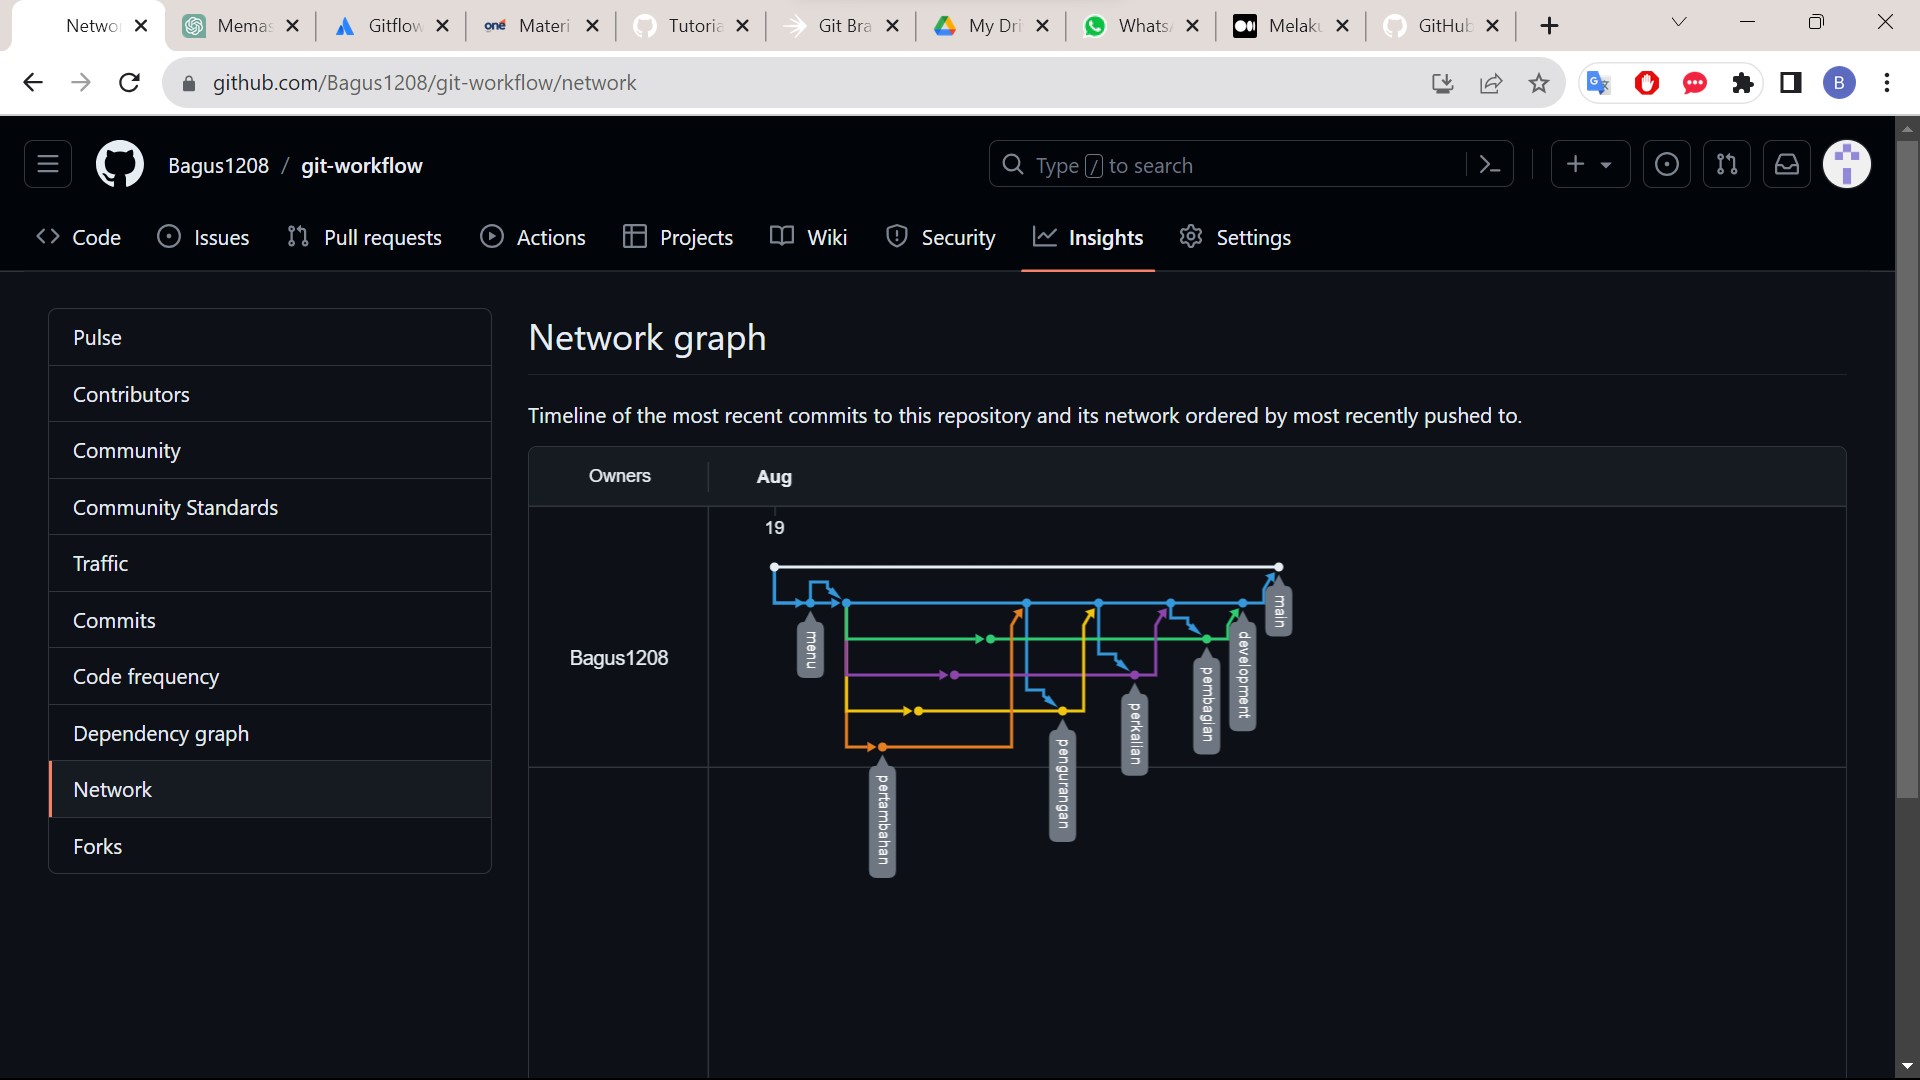 Networ
Memas
Gitflow
one Materi
Tutoria
Git Bra
My Dri
Whats
Melaku
GitHub
github.com/Bagus1208/git-workflow/network
B
Bagus1208 / git-workflow
Type / to search
Code
Issues
Pull requests
Actions
Projects
Wiki
Security
Insights
Settings
Pulse
Contributors
Community
Community Standards
Traffic
Commits
Code frequency
Dependency graph
Network
Forks
Network graph
Timeline of the most recent commits to this repository and its network ordered by most recently pushed to.
Owners
Aug
19
Bagus1208
menu
pertambahan
pengurangan
perkalian
pembagian
development
main